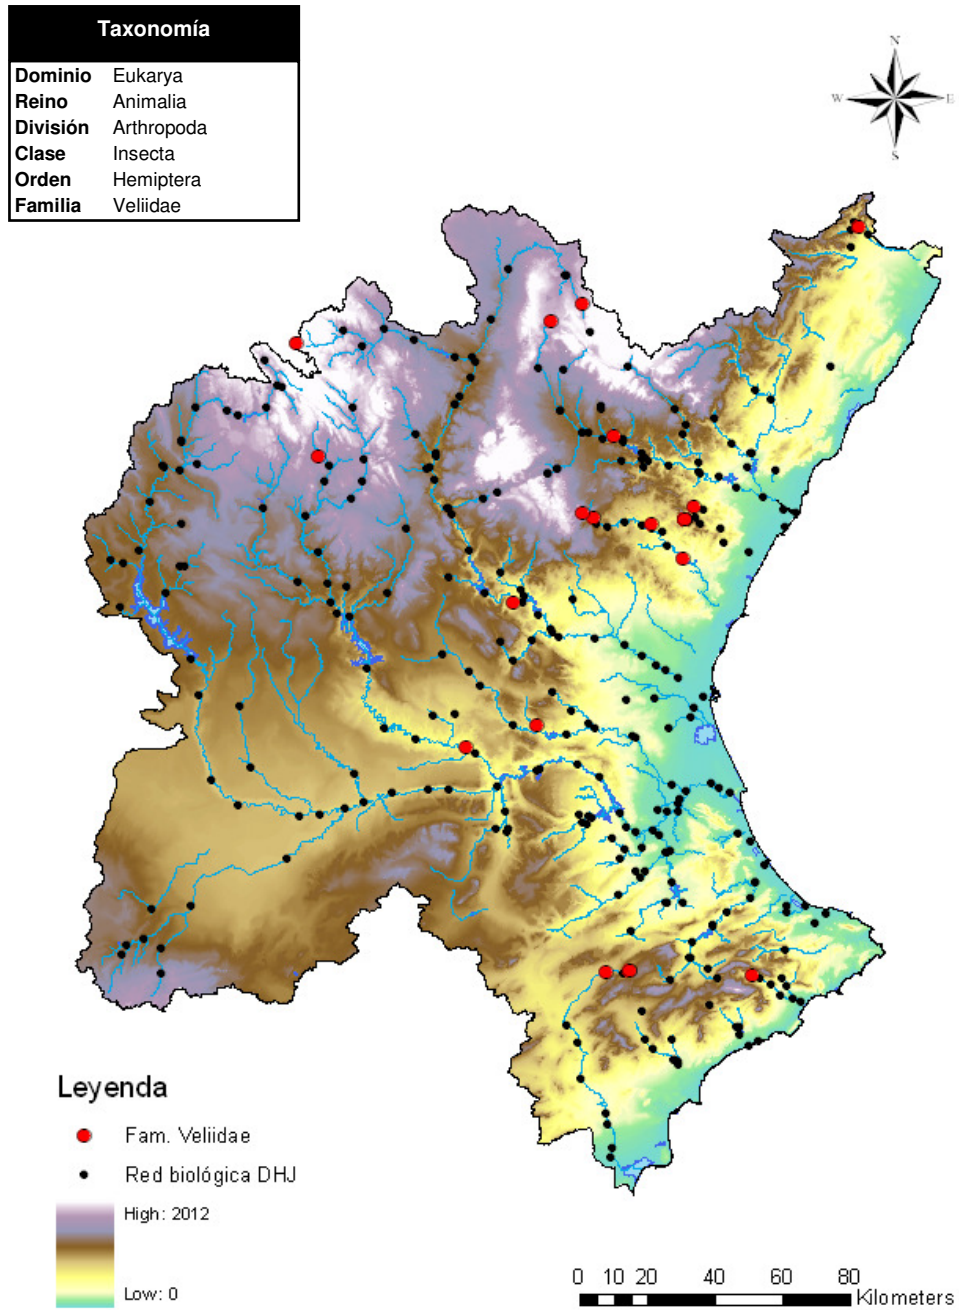 Taxonomía
Dominio Eukarya
Reino Animalia
División Arthropoda
Clase Insecta
Orden Hemiptera
Familia Veliidae
N
W E
S
Leyenda
Fam. Veliidae
Red biológica DHJ
High: 2012
Low: 0
0 10 20 40 60 80
Kilometers